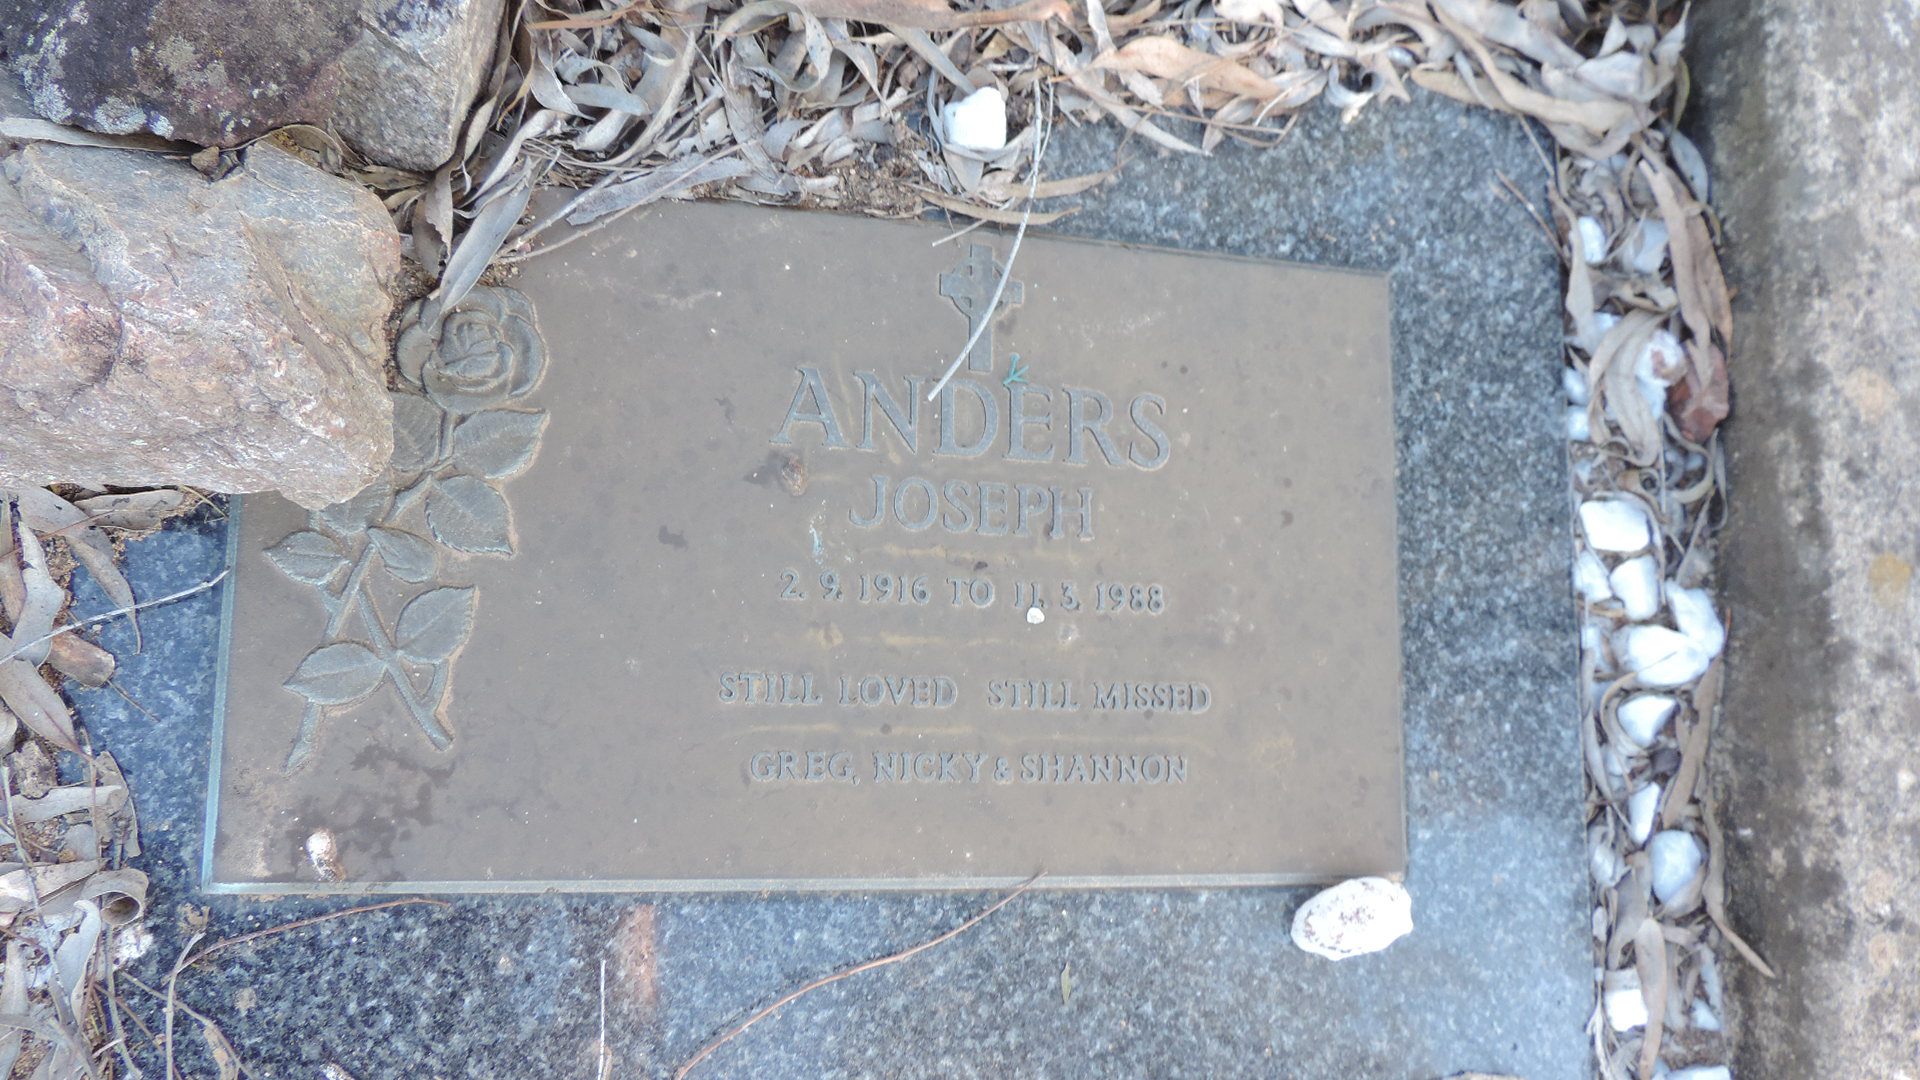 ANDERS
JOSEPH
2. 9. 1916 TO 11. 3. 1988
STILL LOVED STILL MISSED
GREG, NICKY & SHANNON